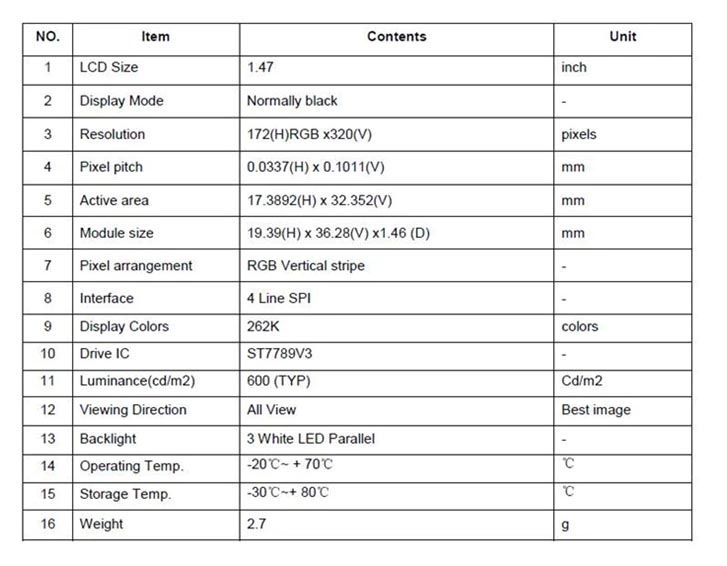 NO. Item Contents Unit
1 LCD Size 1.47 inch
2 Display Mode Normally black -
3 Resolution 172(H)RGB x320(V) pixels
4 Pixel pitch 0.0337(H) x 0.1011(V) mm
5 Active area 17.3892(H) x 32.352(V) mm
6 Module size 19.39(H) x 36.28(V) x1.46 (D) mm
7 Pixel arrangement RGB Vertical stripe -
8 Interface 4 Line SPI -
9 Display Colors 262K colors
10 Drive IC ST7789V3 -
11 Luminance(cd/m2) 600 (TYP) Cd/m2
12 Viewing Direction All View Best image
13 Backlight 3 White LED Parallel -
14 Operating Temp. -20℃~ + 70℃ ℃
15 Storage Temp. -30℃~+ 80℃ ℃
16 Weight 2.7 g